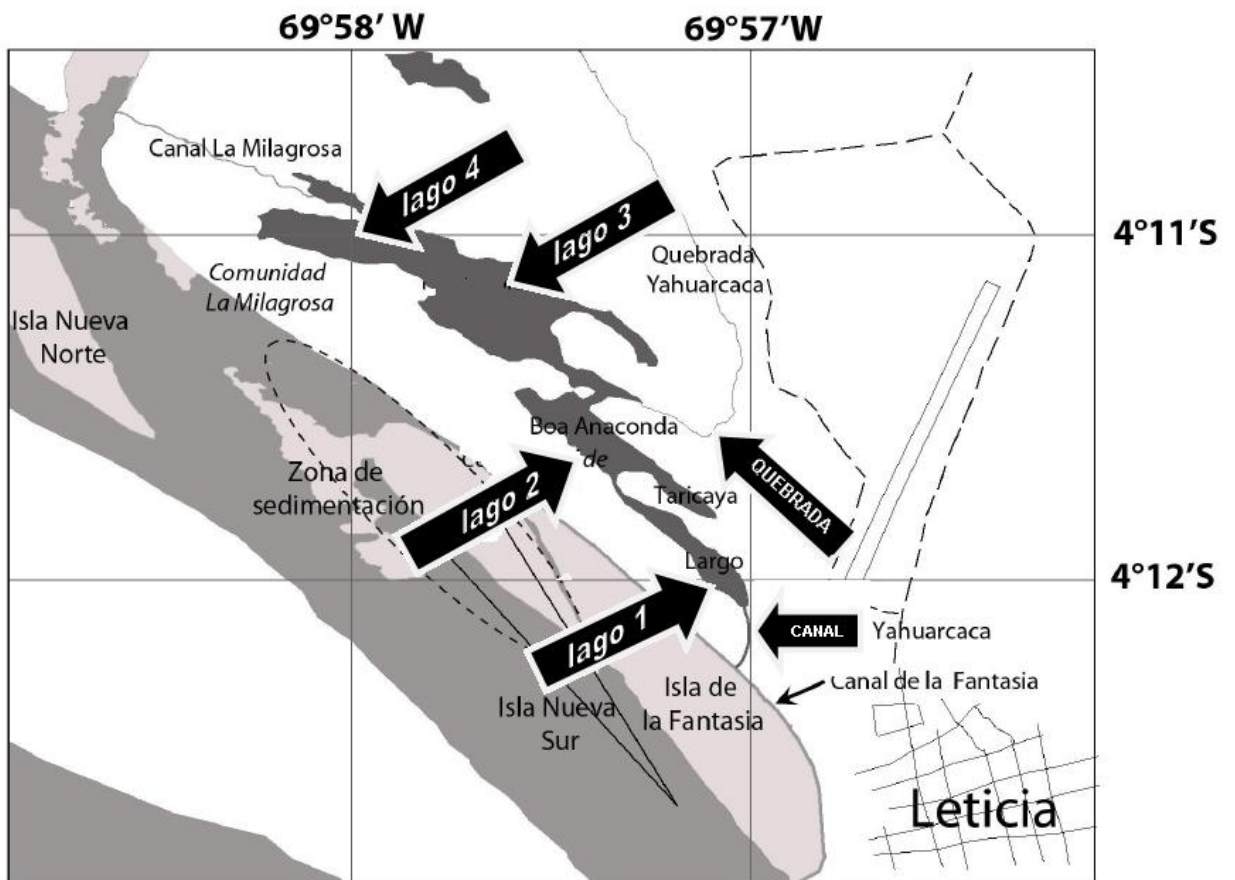 69°58' W
69°57'W
Canal La Milagrosa
lago 4
lago 3
4°11'S
Quebrada
Yahuarcaca
Comunidad
La Milagrosa
Isla Nueva
Norte
Boa Anaconda
de
Zona de
sedimentación
lago 2
Taricaya
QUEBRADA
Largo
4°12'S
lago 1
CANAL
Yahuarcaca
Canal de la Fantasia
Isla de
la Fantasia
Isla Nueva
Sur
Leticia